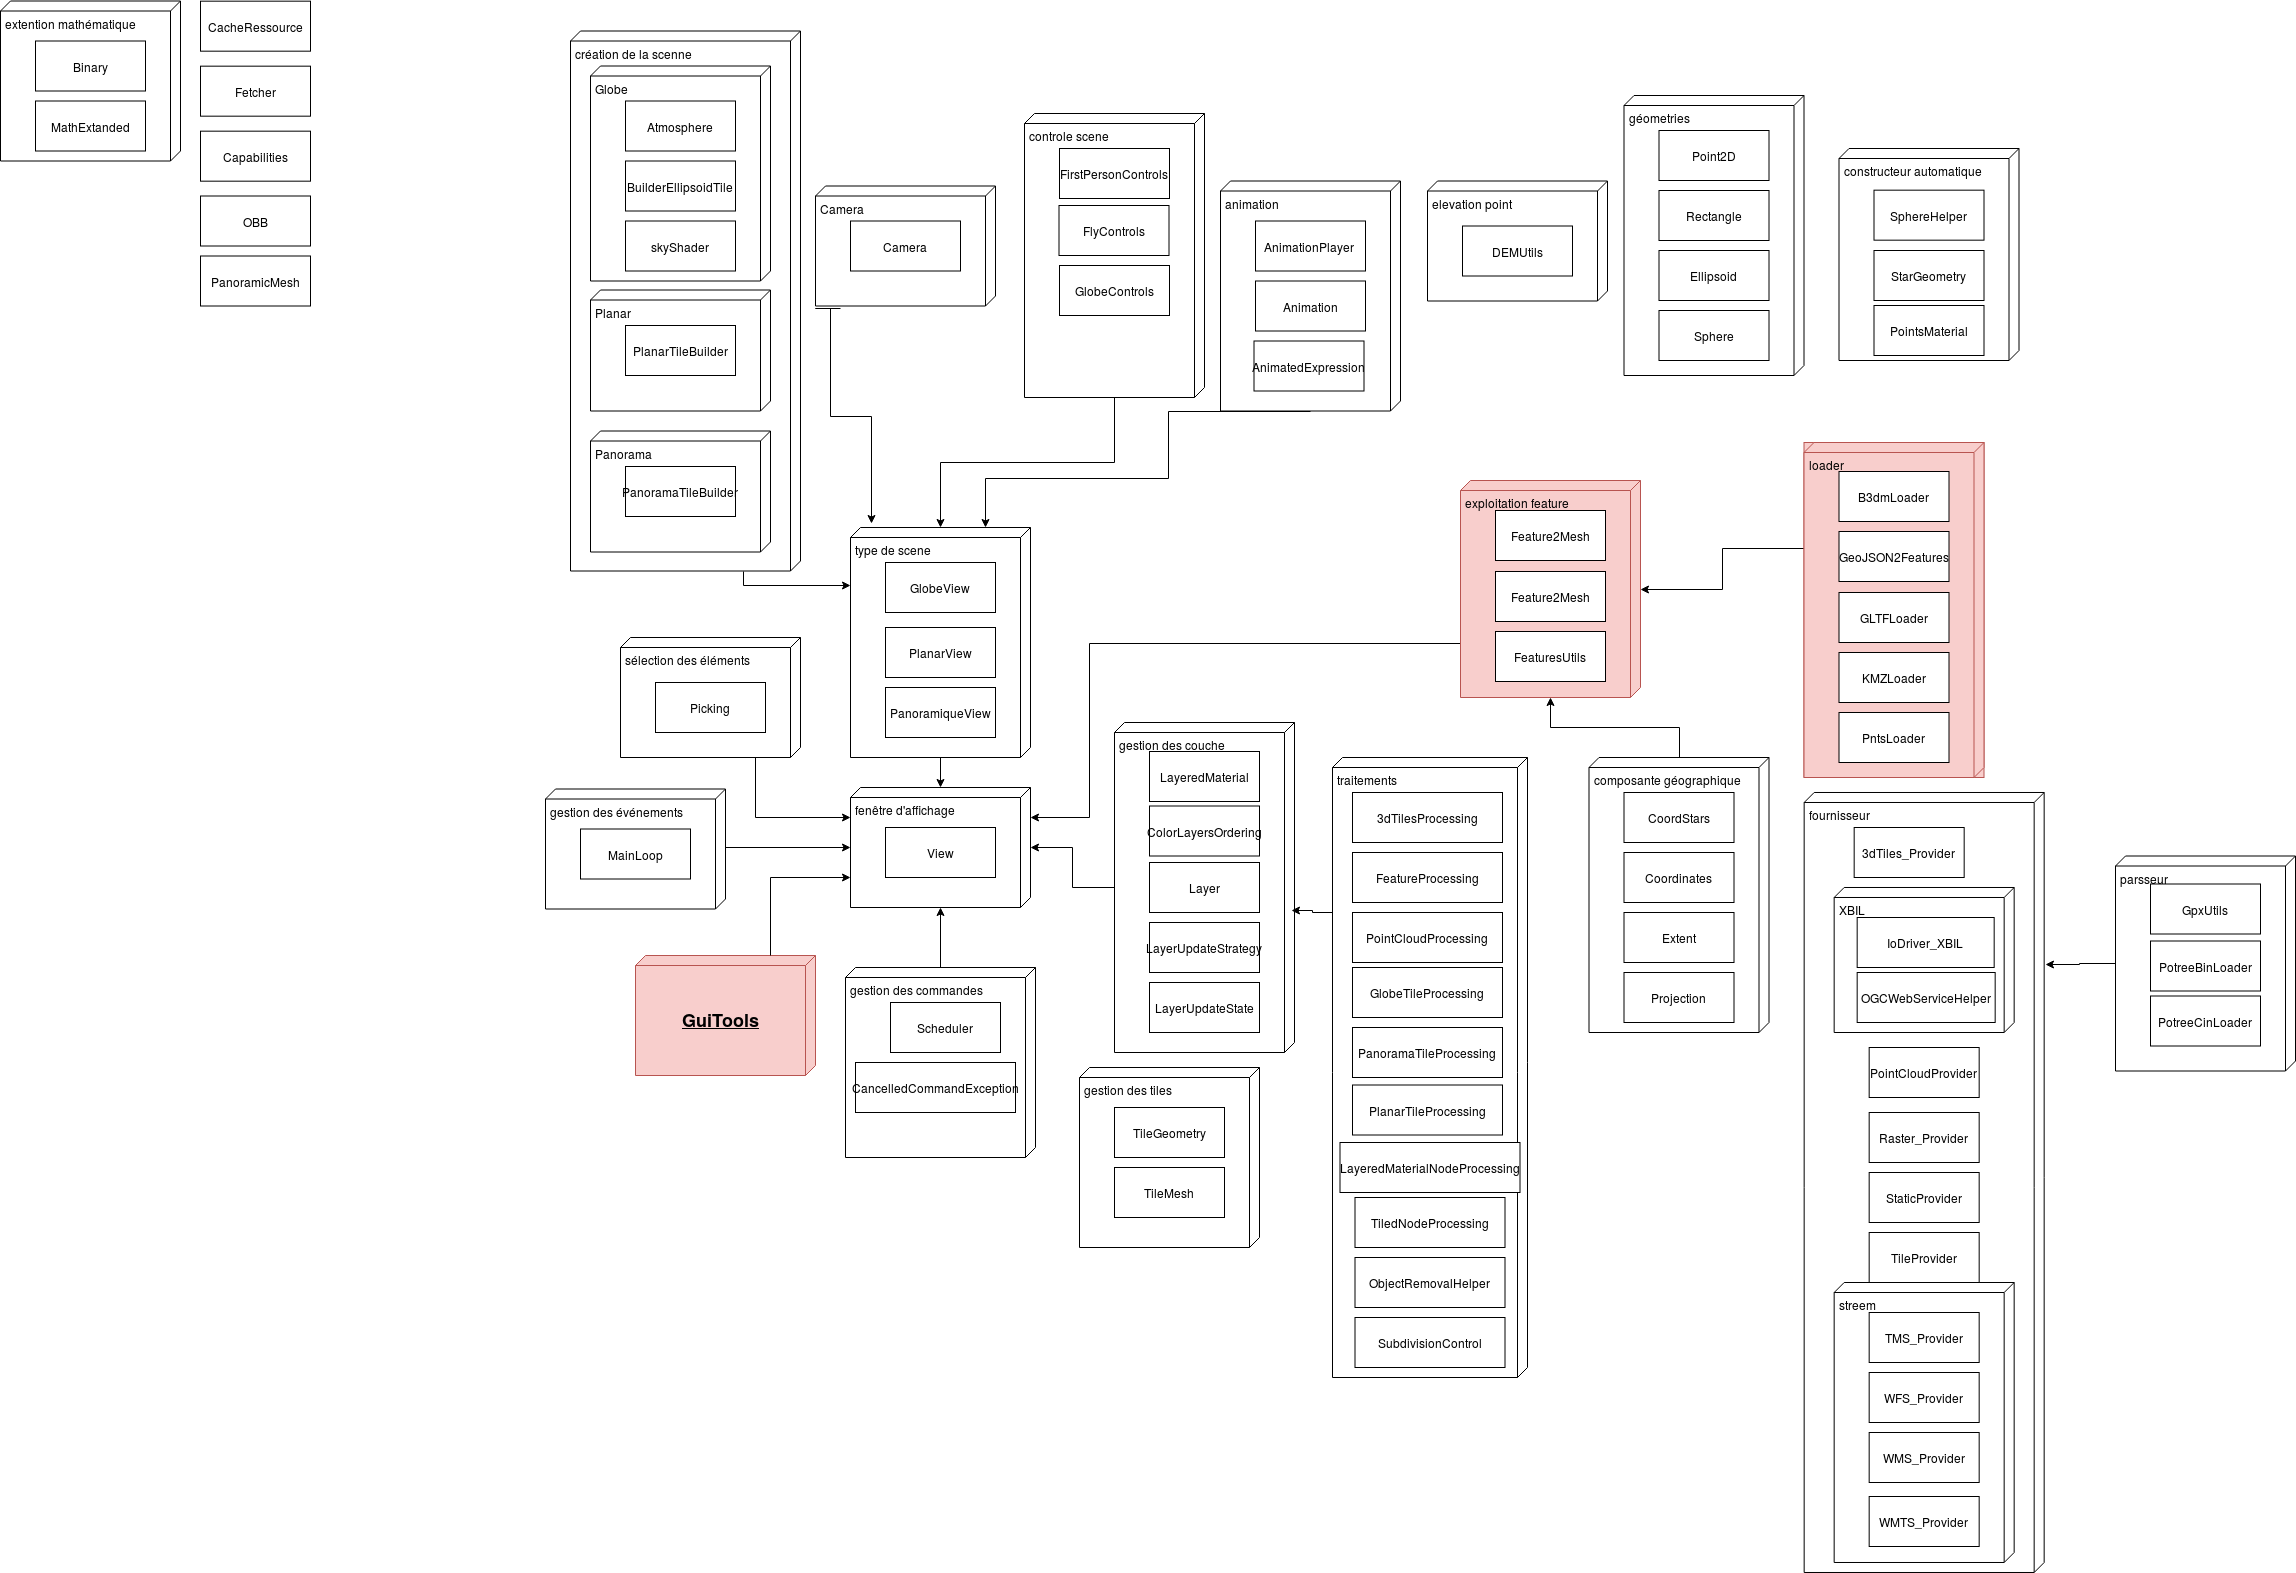 extention mathématique
Binary
MathExtanded
CacheRessource
Fetcher
Capabilities
OBB
PanoramicMesh
création de la scenne
Globe
Atmosphere
BuilderEllipsoidTile
skyShader
Planar
PlanarTileBuilder
Panorama
PanoramaTileBuilder
Camera
Camera
controle scene
FirstPersonControls
FlyControls
GlobeControls
animation
AnimationPlayer
Animation
AnimatedExpression
elevation point
DEMUtils
géometries
Point2D
Rectangle
Ellipsoid
Sphere
constructeur automatique
SphereHelper
StarGeometry
PointsMaterial
type de scene
GlobeView
PlanarView
PanoramiqueView
exploitation feature
Feature2Mesh
Feature2Mesh
FeaturesUtils
loader
B3dmLoader
GeoJSON2Features
GLTFLoader
KMZLoader
PntsLoader
sélection des éléments
Picking
gestion des événements
MainLoop
fenêtre d'affichage
View
GuiTools
gestion des commandes
Scheduler
CancelledCommandException
gestion des couche
LayeredMaterial
ColorLayersOrdering
Layer
LayerUpdateStrategy
LayerUpdateState
gestion des tiles
TileGeometry
TileMesh
traitements
3dTilesProcessing
FeatureProcessing
PointCloudProcessing
GlobeTileProcessing
PanoramaTileProcessing
PlanarTileProcessing
LayeredMaterialNodeProcessing
TiledNodeProcessing
ObjectRemovalHelper
SubdivisionControl
composante géographique
CoordStars
Coordinates
Extent
Projection
fournisseur
3dTiles_Provider
XBIL
IoDriver_XBIL
OGCWebServiceHelper
PointCloudProvider
Raster_Provider
StaticProvider
TileProvider
streem
TMS_Provider
WFS_Provider
WMS_Provider
WMTS_Provider
parsseur
GpxUtils
PotreeBinLoader
PotreeCinLoader